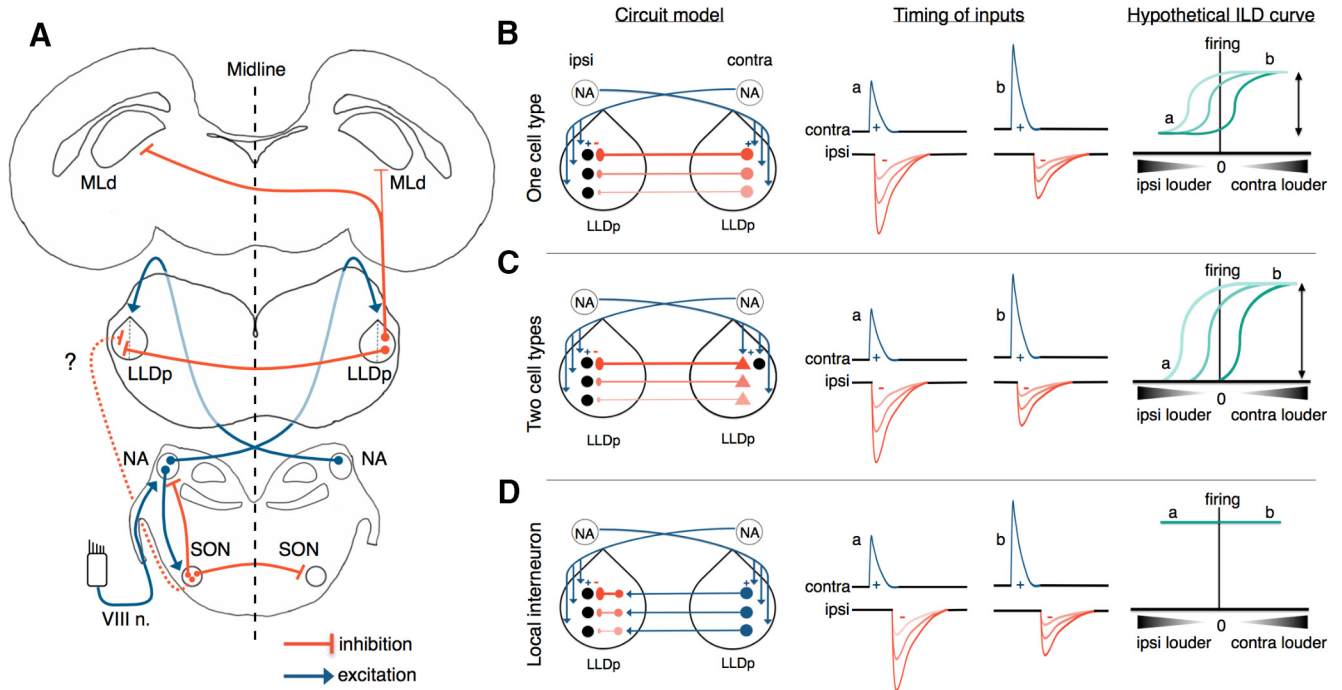 A
Midline
MLd
MLd
?
LLDp
LLDp
NA
NA
SON
SON
VIII n.
inhibition
excitation
Circuit model
Timing of inputs
Hypothetical ILD curve
B
One cell type
ipsi
contra
NA
NA
+ -
+
LLDp
LLDp
a
b
contra
+
+
ipsi
-
-
firing
b
a
0
ipsi louder
contra louder
C
Two cell types
NA
NA
+ -
+
LLDp
LLDp
a
b
contra
+
+
ipsi
-
-
firing
b
a
0
ipsi louder
contra louder
D
Local interneuron
NA
NA
+ -
+
LLDp
LLDp
a
b
contra
+
+
ipsi
-
-
firing
a
b
0
ipsi louder
contra louder